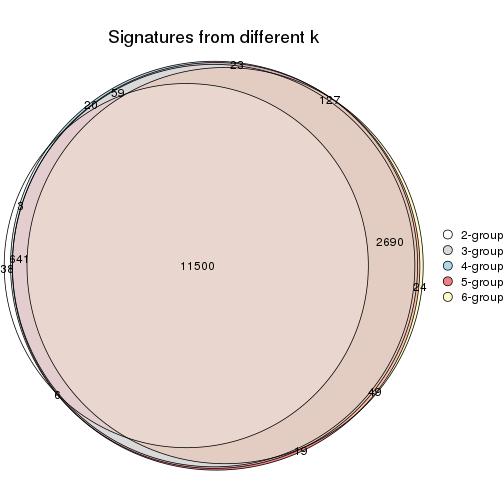 Signatures from different k
23
59
20
127
3
2690
641
38
11500
24
6
49
19
2-group
3-group
4-group
5-group
6-group